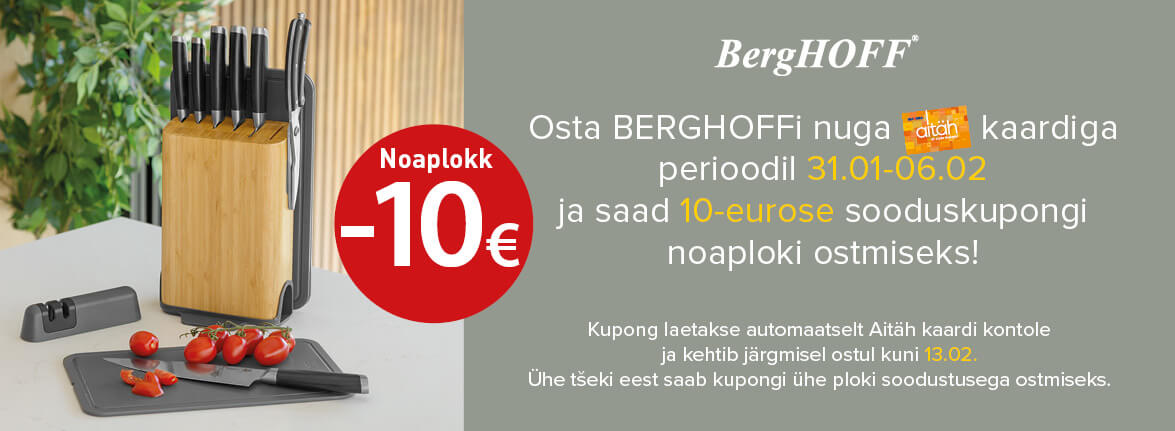 BergHOFF®
Osta BERGHOFFi nuga aitäh kaardiga
perioodil 31.01-06.02
ja saad 10-eurose sooduskupongi
noaploki ostmiseks!
Noaplokk
-10€
Kupong laetakse automaatselt Aitäh kaardi kontole
ja kehtib järgmisel ostul kuni 13.02.
Ühe tšeki eest saab kupongi ühe ploki soodustusega ostmiseks.